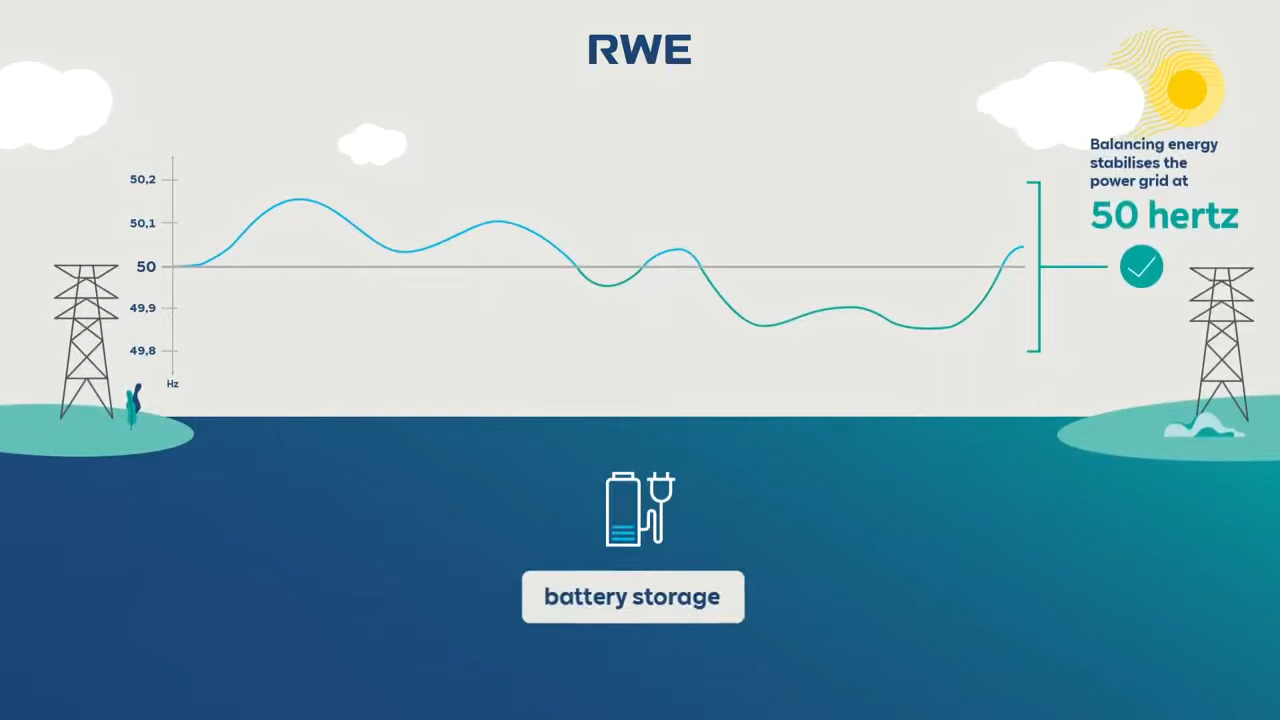 RWE
Balancing energy
stabilises the
power grid at
50 hertz
50,2
50,1
50
49,9
49,8
Hz
battery storage